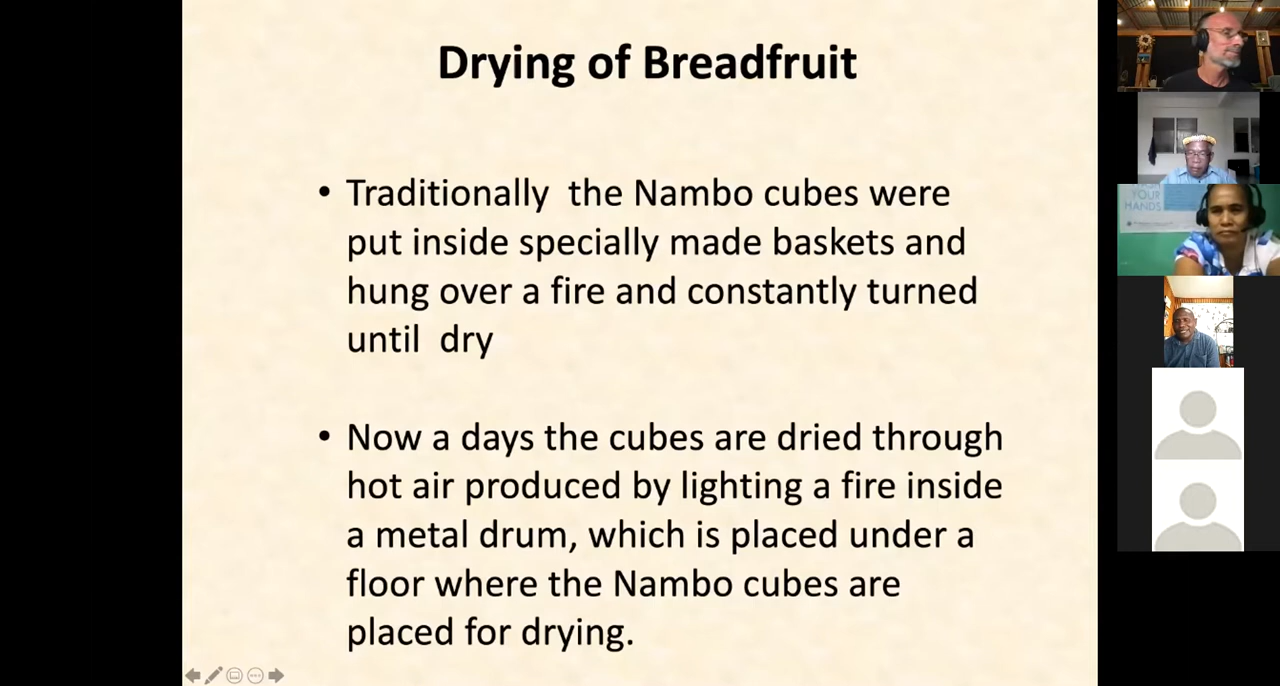 Drying of Breadfruit
• Traditionally  the Nambo cubes were
put inside specially made baskets and
hung over a fire and constantly turned
until  dry
• Now a days the cubes are dried through
hot air produced by lighting a fire inside
a metal drum, which is placed under a
floor where the Nambo cubes are
placed for drying.
YOUR
HANDS